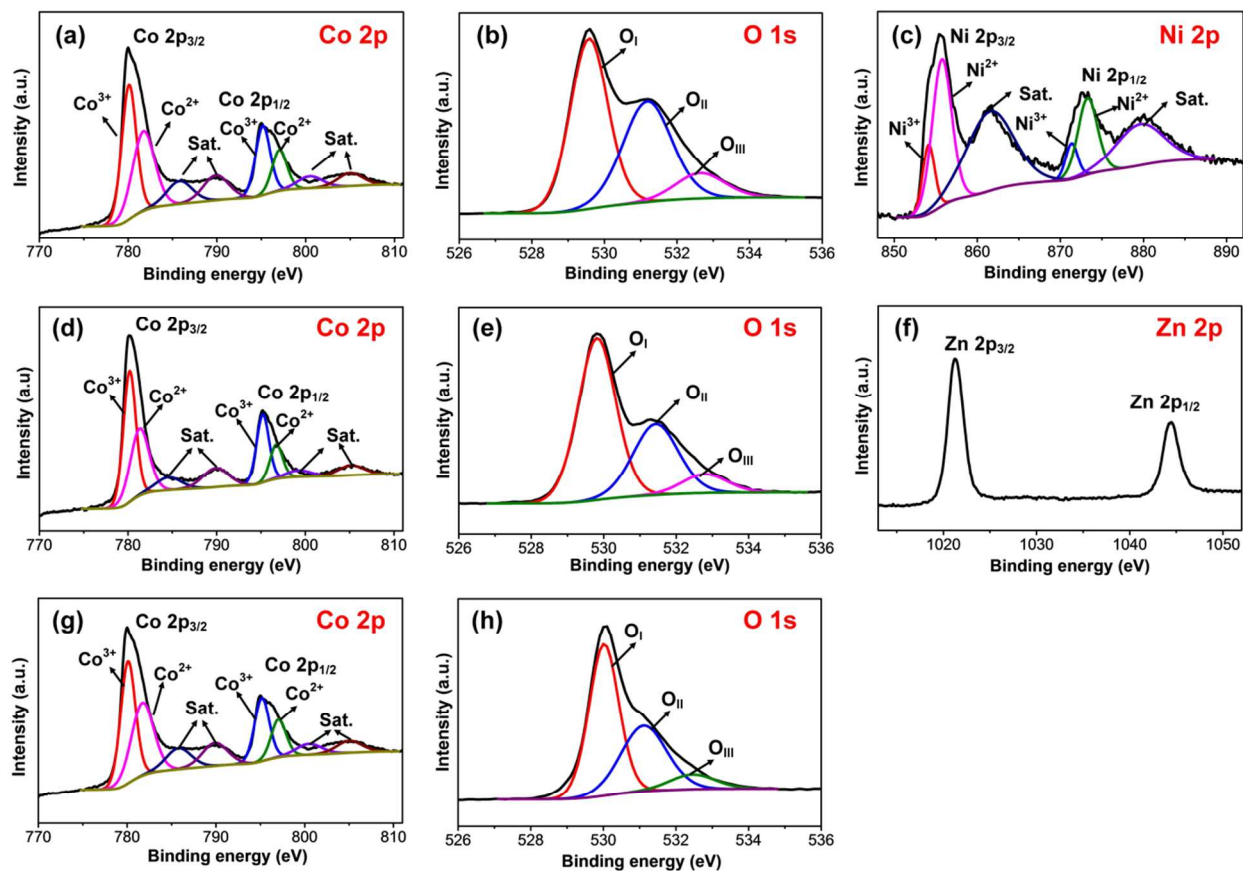 (a)
Co 2p
Co 2p3/2
Co3+
Co2+
Sat.
Co 2p1/2
Co3+
Co2+
Sat.
Intensity (a.u.)
770 780 790 800 810
Binding energy (eV)
(b)
O 1s
OI
OII
OIII
Intensity (a.u.)
526 528 530 532 534 536
Binding energy (eV)
(c)
Ni 2p
Ni 2p3/2
Ni2+
Ni3+
Sat.
Ni 2p1/2
Ni2+
Ni3+
Sat.
Intensity (a.u.)
850 860 870 880 890
Binding energy (eV)
(d)
Co 2p
Co 2p3/2
Co3+
Co2+
Sat.
Co 2p1/2
Co3+
Co2+
Sat.
Intensity (a.u)
770 780 790 800 810
Binding energy (eV)
(e)
O 1s
OI
OII
OIII
Intensity (a.u.)
526 528 530 532 534 536
Binding energy (eV)
(f)
Zn 2p
Zn 2p3/2
Zn 2p1/2
Intensity (a.u.)
1020 1030 1040 1050
Binding energy (eV)
(g)
Co 2p
Co 2p3/2
Co3+
Co2+
Sat.
Co 2p1/2
Co3+
Co2+
Sat.
Intensity (a.u.)
770 780 790 800 810
Binding energy (eV)
(h)
O 1s
OI
OII
OIII
Intensity (a.u.)
526 528 530 532 534 536
Binding energy (eV)